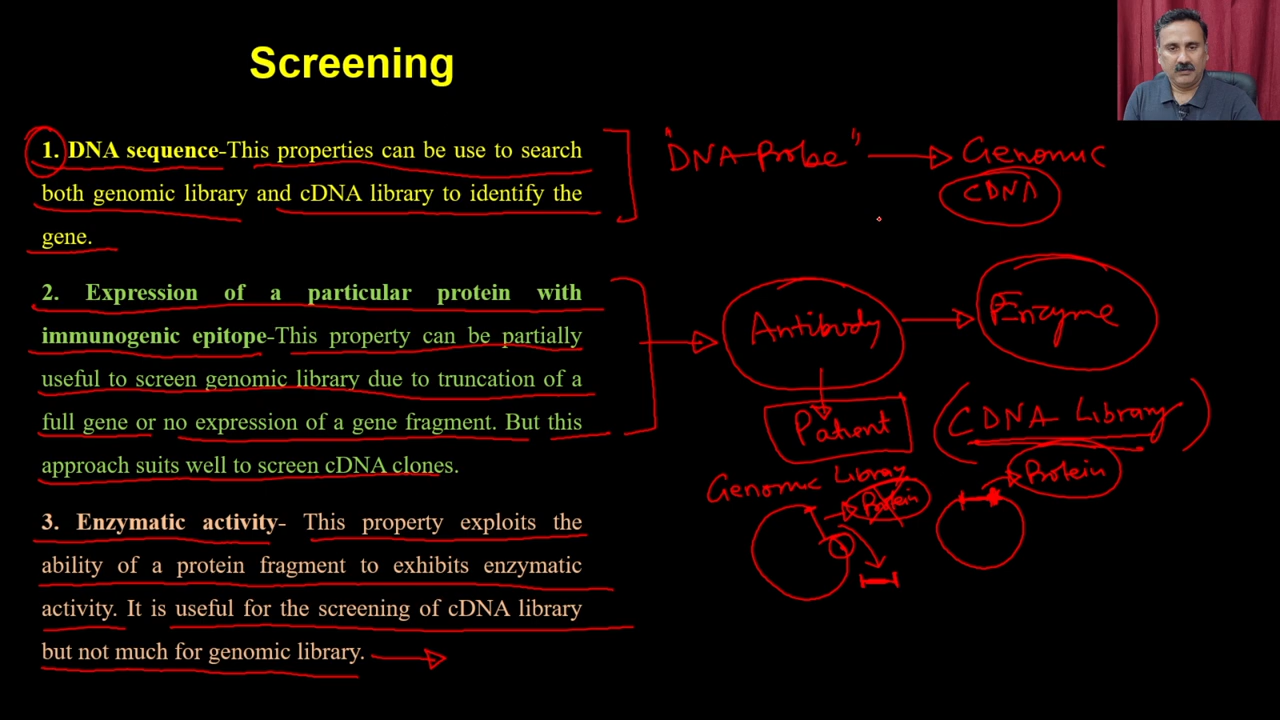 Screening
1. DNA sequence-This properties can be use to search
both genomic library and cDNA library to identify the
gene.
"DNA-Probe" Genomic
CDNA
2. Expression of a particular protein with
immunogenic epitope-This property can be partially
useful to screen genomic library due to truncation of a
full gene or no expression of a gene fragment. But this
approach suits well to screen cDNA clones.
Antibody Enzyme
Patient
CDNA Library
Protein
Genomic Library
Protein
3. Enzymatic activity- This property exploits the
ability of a protein fragment to exhibits enzymatic
activity. It is useful for the screening of cDNA library
but not much for genomic library.